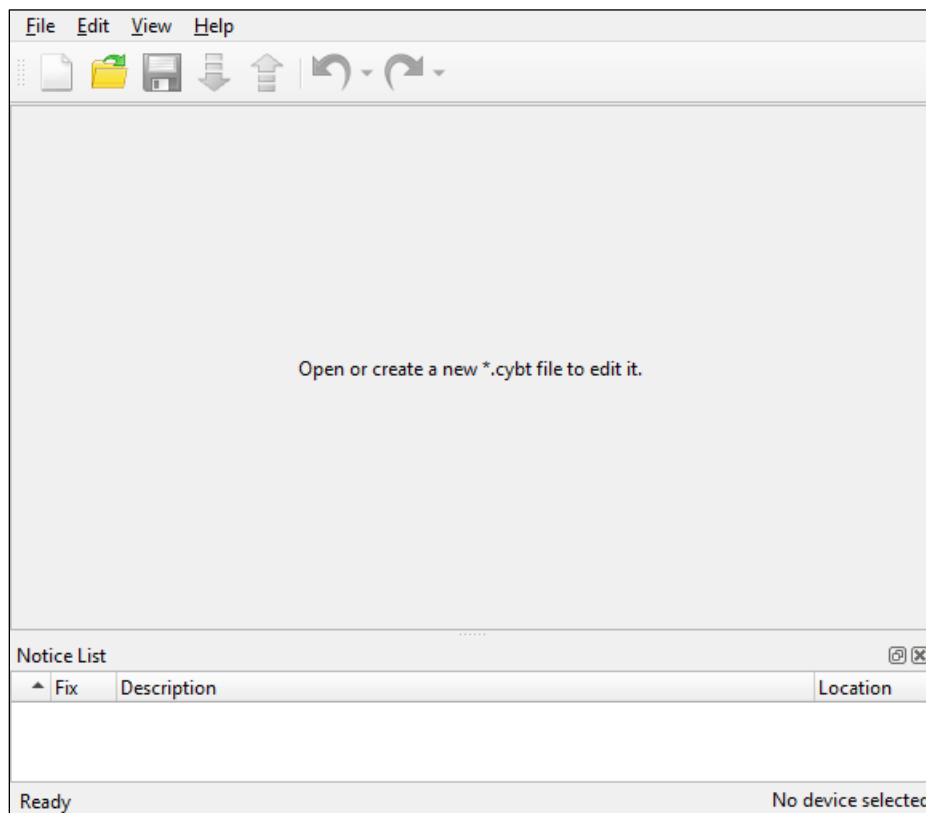 File Edit View Help
Open or create a new *.cybt file to edit it.
Notice List
Fix Description Location
Ready No device selected